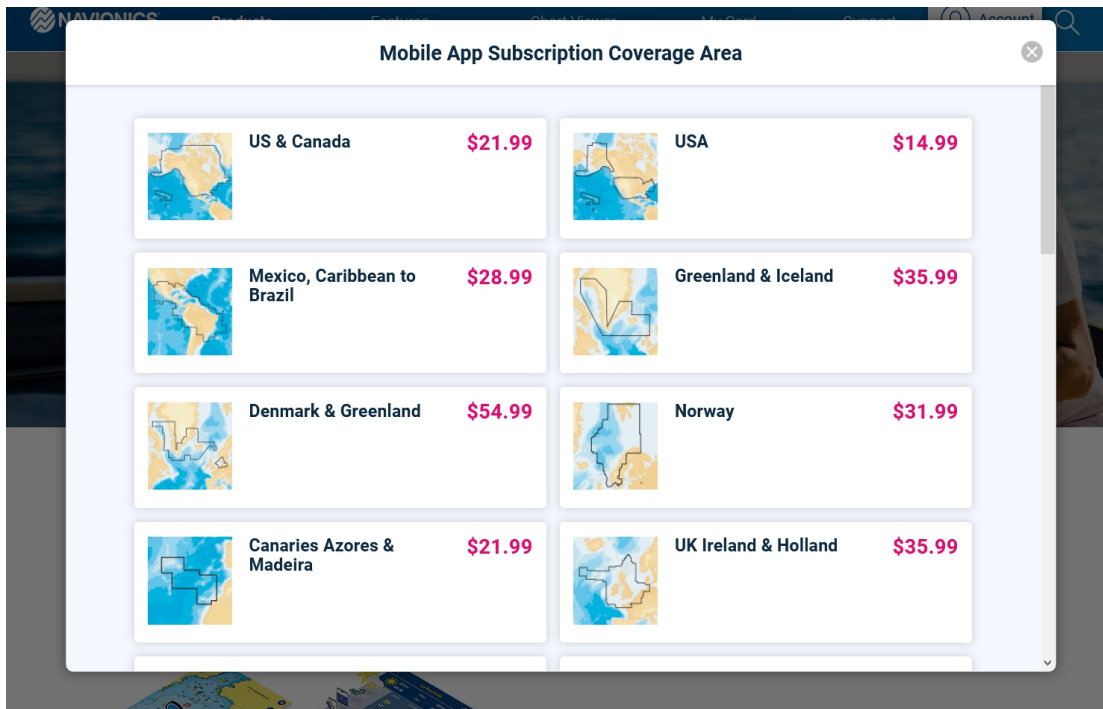 NAVIONICS
Products
Features
Chart Viewer
My Card
Support
Account
Mobile App Subscription Coverage Area
US & Canada
$21.99
USA
$14.99
Mexico, Caribbean to
Brazil
$28.99
Greenland & Iceland
$35.99
Denmark & Greenland
$54.99
Norway
$31.99
Canaries Azores &
Madeira
$21.99
UK Ireland & Holland
$35.99